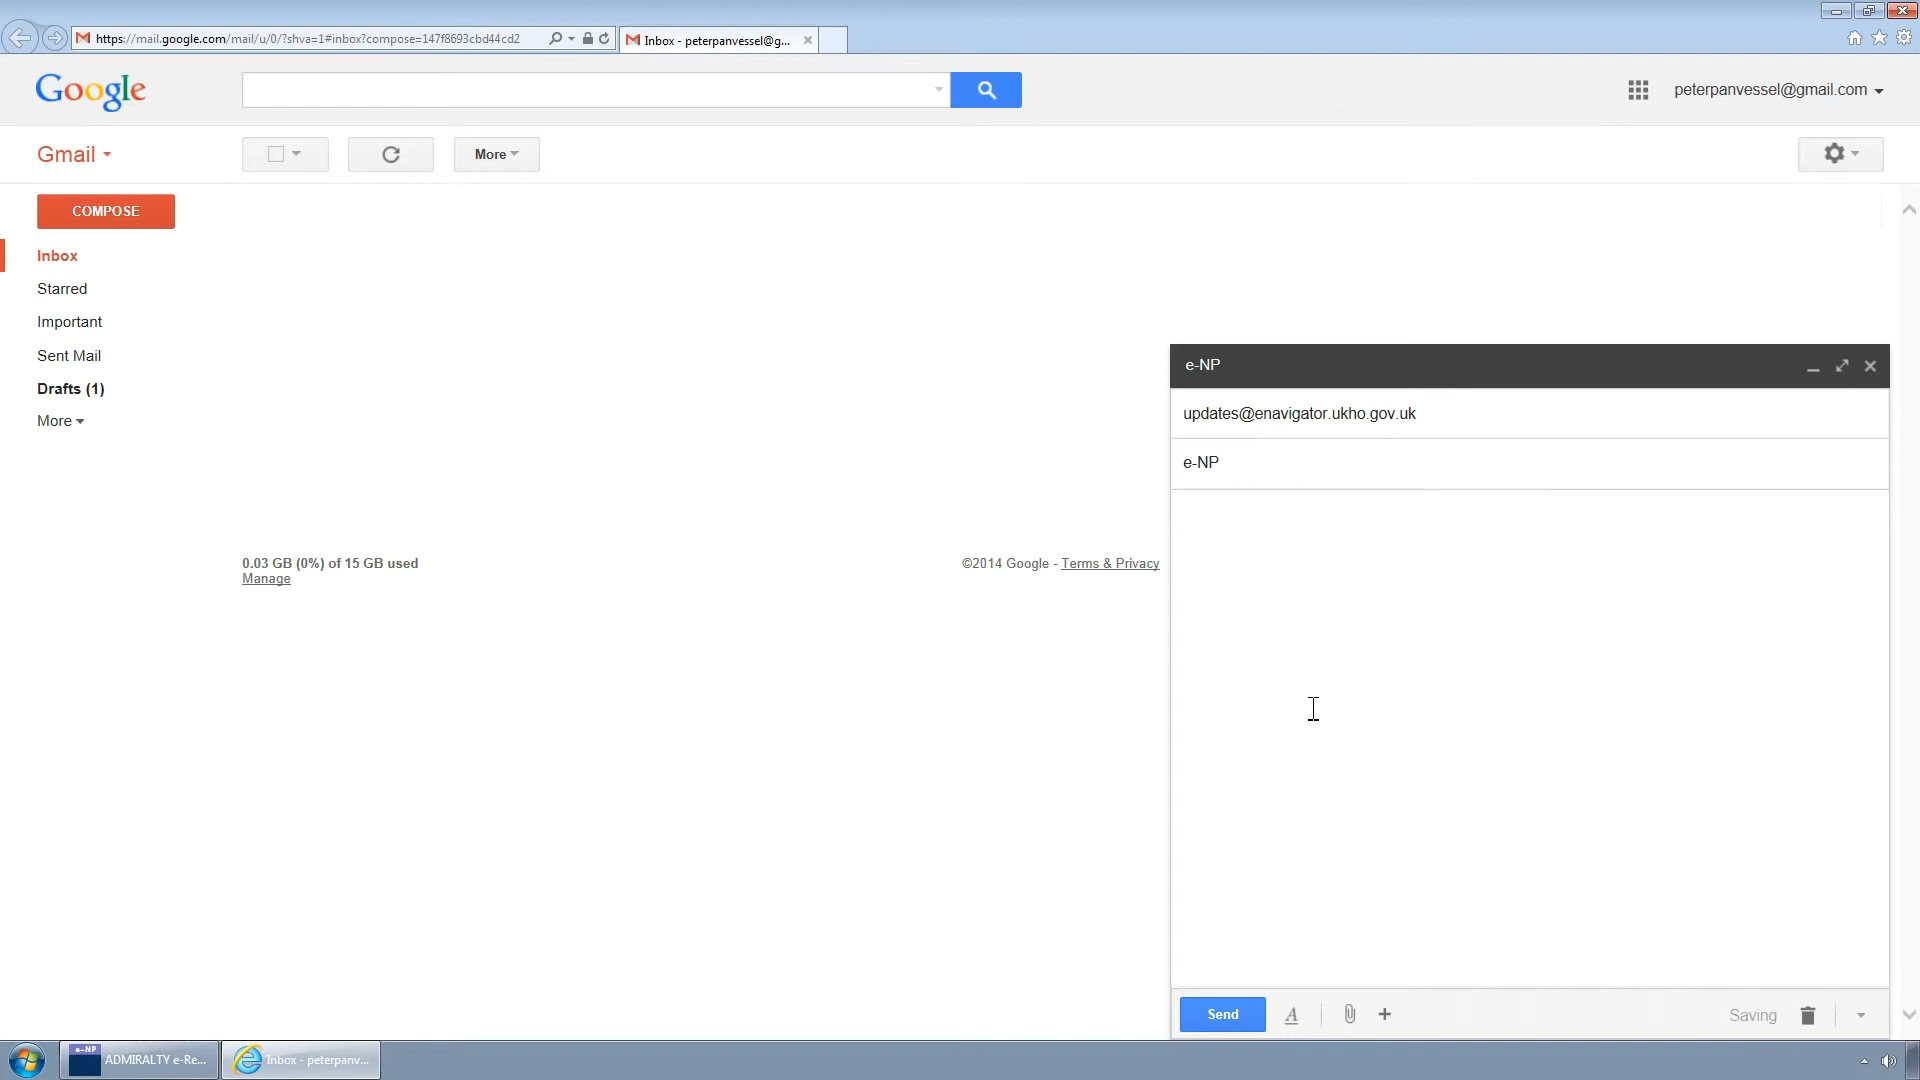 https://mail.google.com/mail/u/0/?shva=1#inbox?compose=147f8693cbd44cd2
Inbox - peterpanvessel@g...
Google
peterpanvessel@gmail.com
Gmail
More
COMPOSE
Inbox
Starred
Important
Sent Mail
Drafts (1)
More
e-NP
updates@enavigator.ukho.gov.uk
e-NP
0.03 GB (0%) of 15 GB used
Manage
©2014 Google - Terms & Privacy
Send
A
Saving
e-NP
ADMIRALTY e-Re...
Inbox - peterpanv...